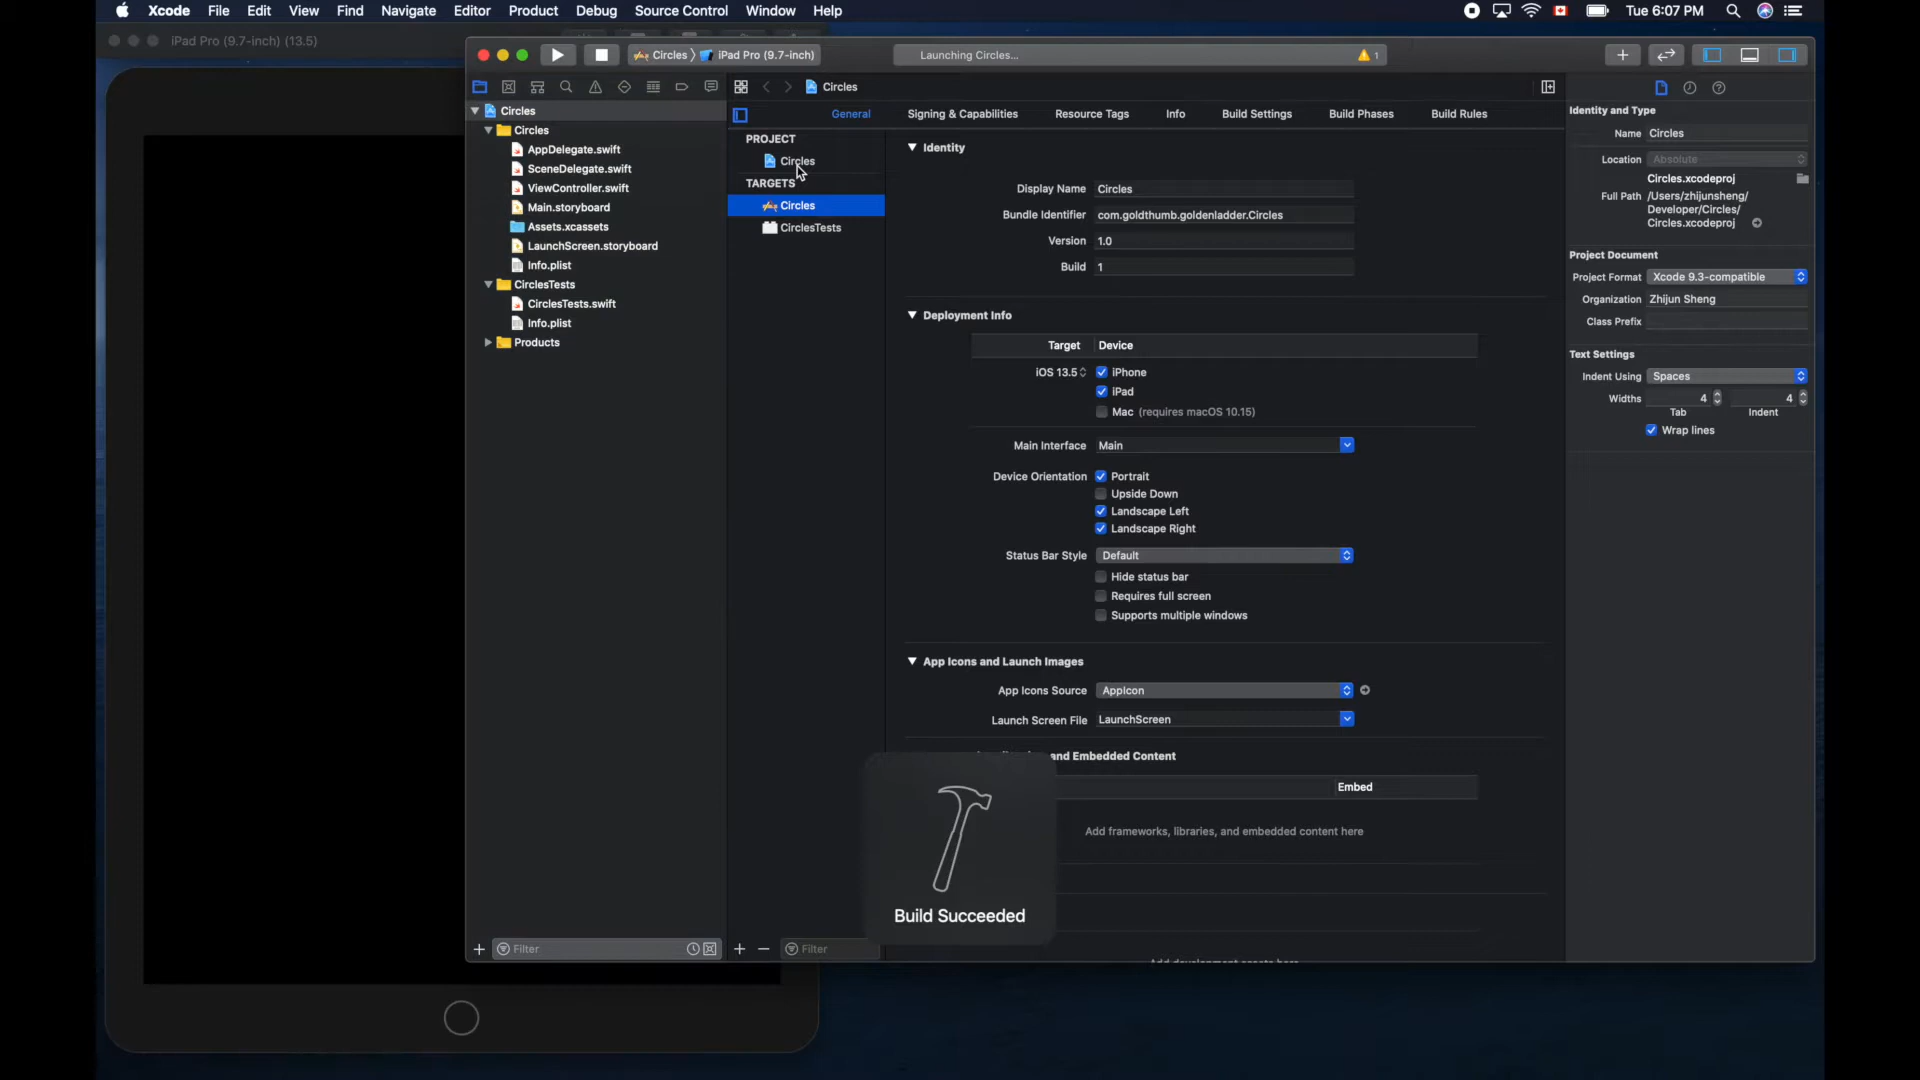 Xcode File Edit View Find Navigate Editor Product Debug Source Control Window Help
Tue 6:07 PM
iPad Pro (9.7-inch) (13.5)
Circles
iPad Pro (9.7-inch)
Launching Circles...
1
Circles
Circles
AppDelegate.swift
SceneDelegate.swift
ViewController.swift
Main.storyboard
Assets.xcassets
LaunchScreen.storyboard
Info.plist
CirclesTests
CirclesTests.swift
Info.plist
Products
Filter
Circles
General Signing & Capabilities Resource Tags Info Build Settings Build Phases Build Rules
PROJECT
Circles
TARGETS
Circles
CirclesTests
Filter
Identity
Display Name Circles
Bundle Identifier com.goldthumb.goldenladder.Circles
Version 1.0
Build 1
Deployment Info
Target Device
iOS 13.5 iPhone
iPad
Mac (requires macOS 10.15)
Main Interface Main
Device Orientation Portrait
Upside Down
Landscape Left
Landscape Right
Status Bar Style Default
Hide status bar
Requires full screen
Supports multiple windows
App Icons and Launch Images
App Icons Source AppIcon
Launch Screen File LaunchScreen
and Embedded Content
Embed
Add frameworks, libraries, and embedded content here
Build Succeeded
Identity and Type
Name Circles
Location Absolute
Circles.xcodeproj
Full Path /Users/zhijunsheng/
Developer/Circles/
Circles.xcodeproj
Project Document
Project Format Xcode 9.3-compatible
Organization Zhijun Sheng
Class Prefix
Text Settings
Indent Using Spaces
Widths 4 4
Tab Indent
Wrap lines